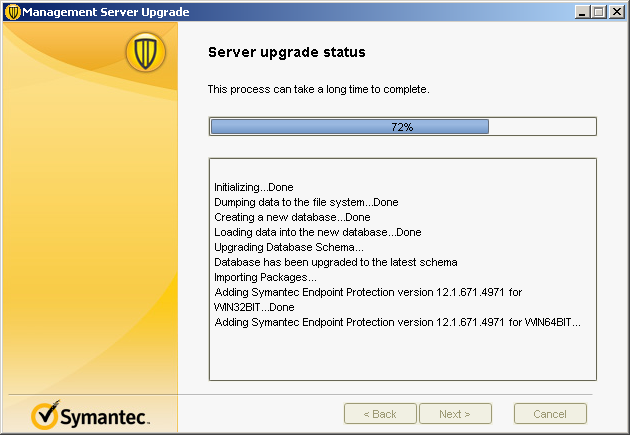 Management Server Upgrade
Server upgrade status
This process can take a long time to complete.
72%
Initializing...Done
Dumping data to the file system...Done
Creating a new database...Done
Loading data into the new database...Done
Upgrading Database Schema...
Database has been upgraded to the latest schema
Importing Packages...
Adding Symantec Endpoint Protection version 12.1.671.4971 for
WIN32BIT...Done
Adding Symantec Endpoint Protection version 12.1.671.4971 for WIN64BIT...
Symantec.
< Back
Next >
Cancel